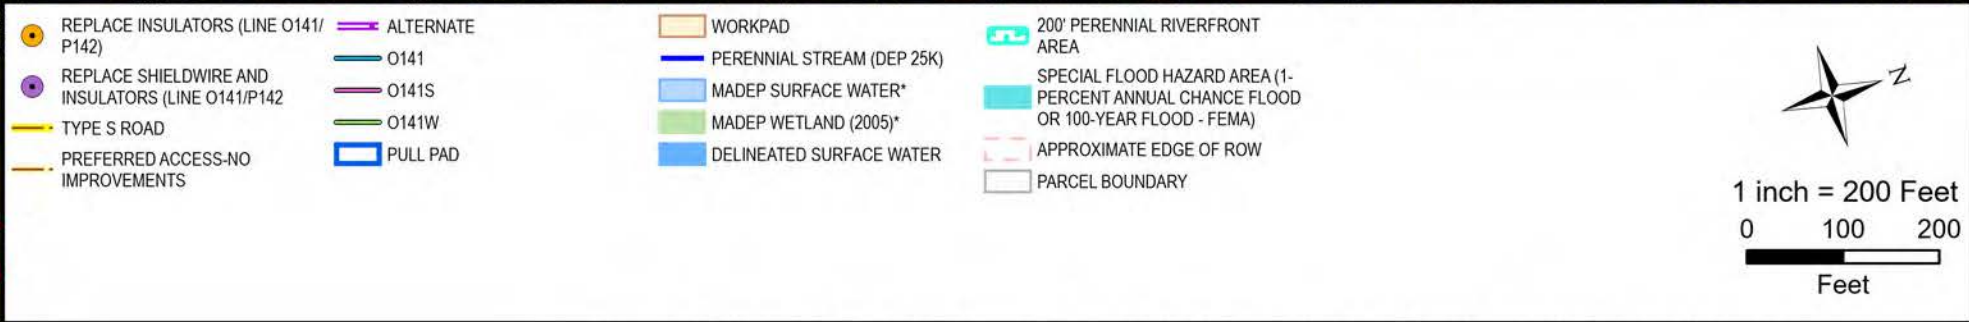 REPLACE INSULATORS (LINE O141/
P142)
REPLACE SHIELDWIRE AND
INSULATORS (LINE O141/P142
TYPE S ROAD
PREFERRED ACCESS-NO
IMPROVEMENTS
ALTERNATE
O141
O141S
O141W
PULL PAD
WORKPAD
PERENNIAL STREAM (DEP 25K)
MADEP SURFACE WATER*
MADEP WETLAND (2005)*
DELINEATED SURFACE WATER
200' PERENNIAL RIVERFRONT
AREA
SPECIAL FLOOD HAZARD AREA (1-
PERCENT ANNUAL CHANCE FLOOD
OR 100-YEAR FLOOD - FEMA)
APPROXIMATE EDGE OF ROW
PARCEL BOUNDARY
N
1 inch = 200 Feet
0 100 200
Feet